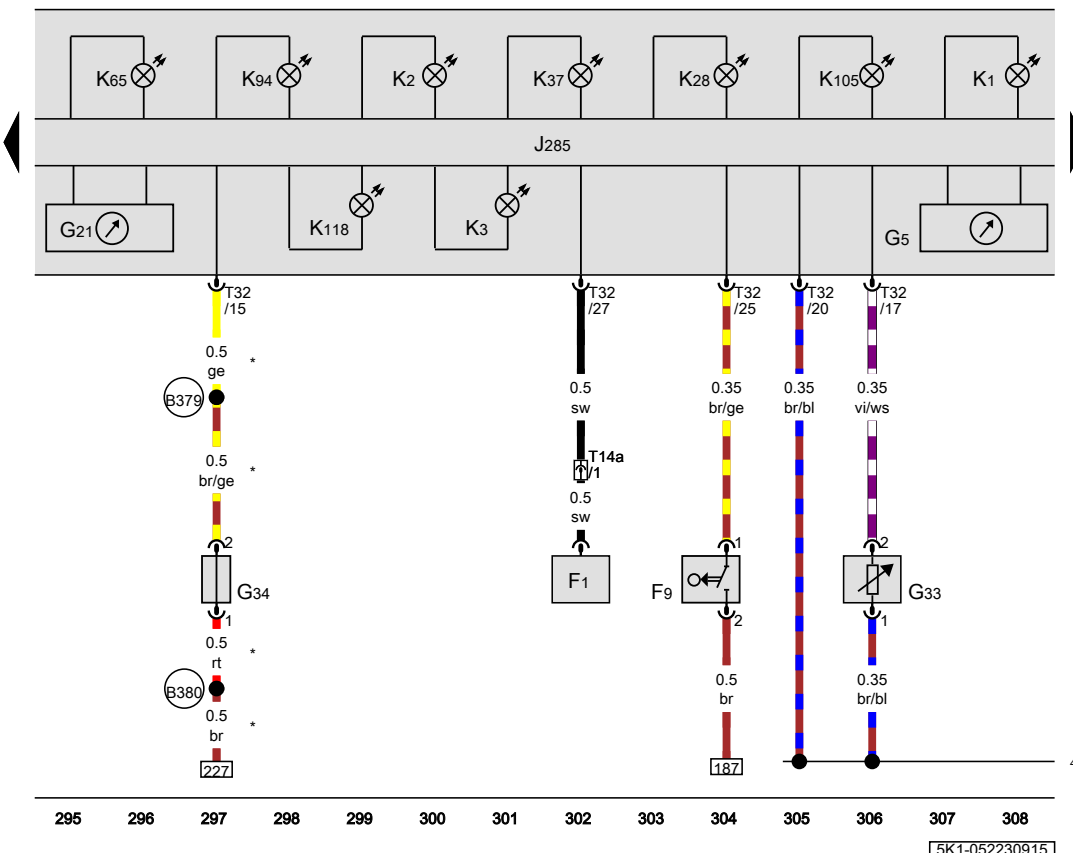 K65 K94 K2 K37 K28 K105 K1
J285
G21 K118 K3 G5
T32 T32 T32 T32 T32
/15 /27 /25 /20 /17
0.5 *
ge
0.5 0.35 0.35 0.35
sw br/ge br/bl vi/ws
B379
0.5 *
br/ge
T14a
/1
0.5
sw
2 1 2
G34 F1 F9 G33
1 2 1
0.5 *
rt
0.5 0.35
br br/bl
B380
0.5 *
br
227 187
295 296 297 298 299 300 301 302 303 304 305 306 307 308
5K1-052230915